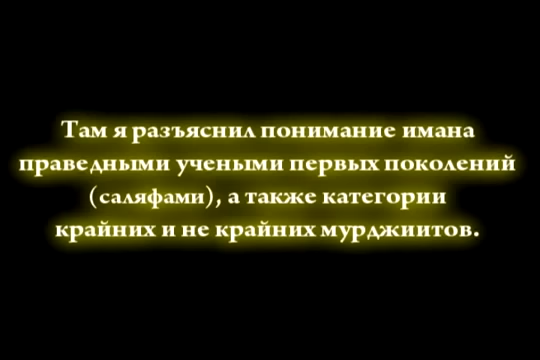 Там я разъяснил понимание имана
праведными учеными первых поколений
(саляфами), а также категории
крайних и не крайних мурджиитов.